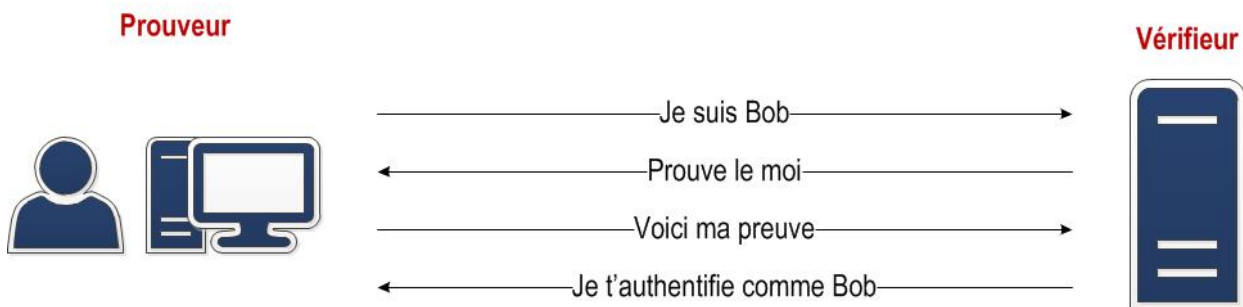 Prouveur
Vérifieur
Je suis Bob
Prouve le moi
Voici ma preuve
Je t'authentifie comme Bob